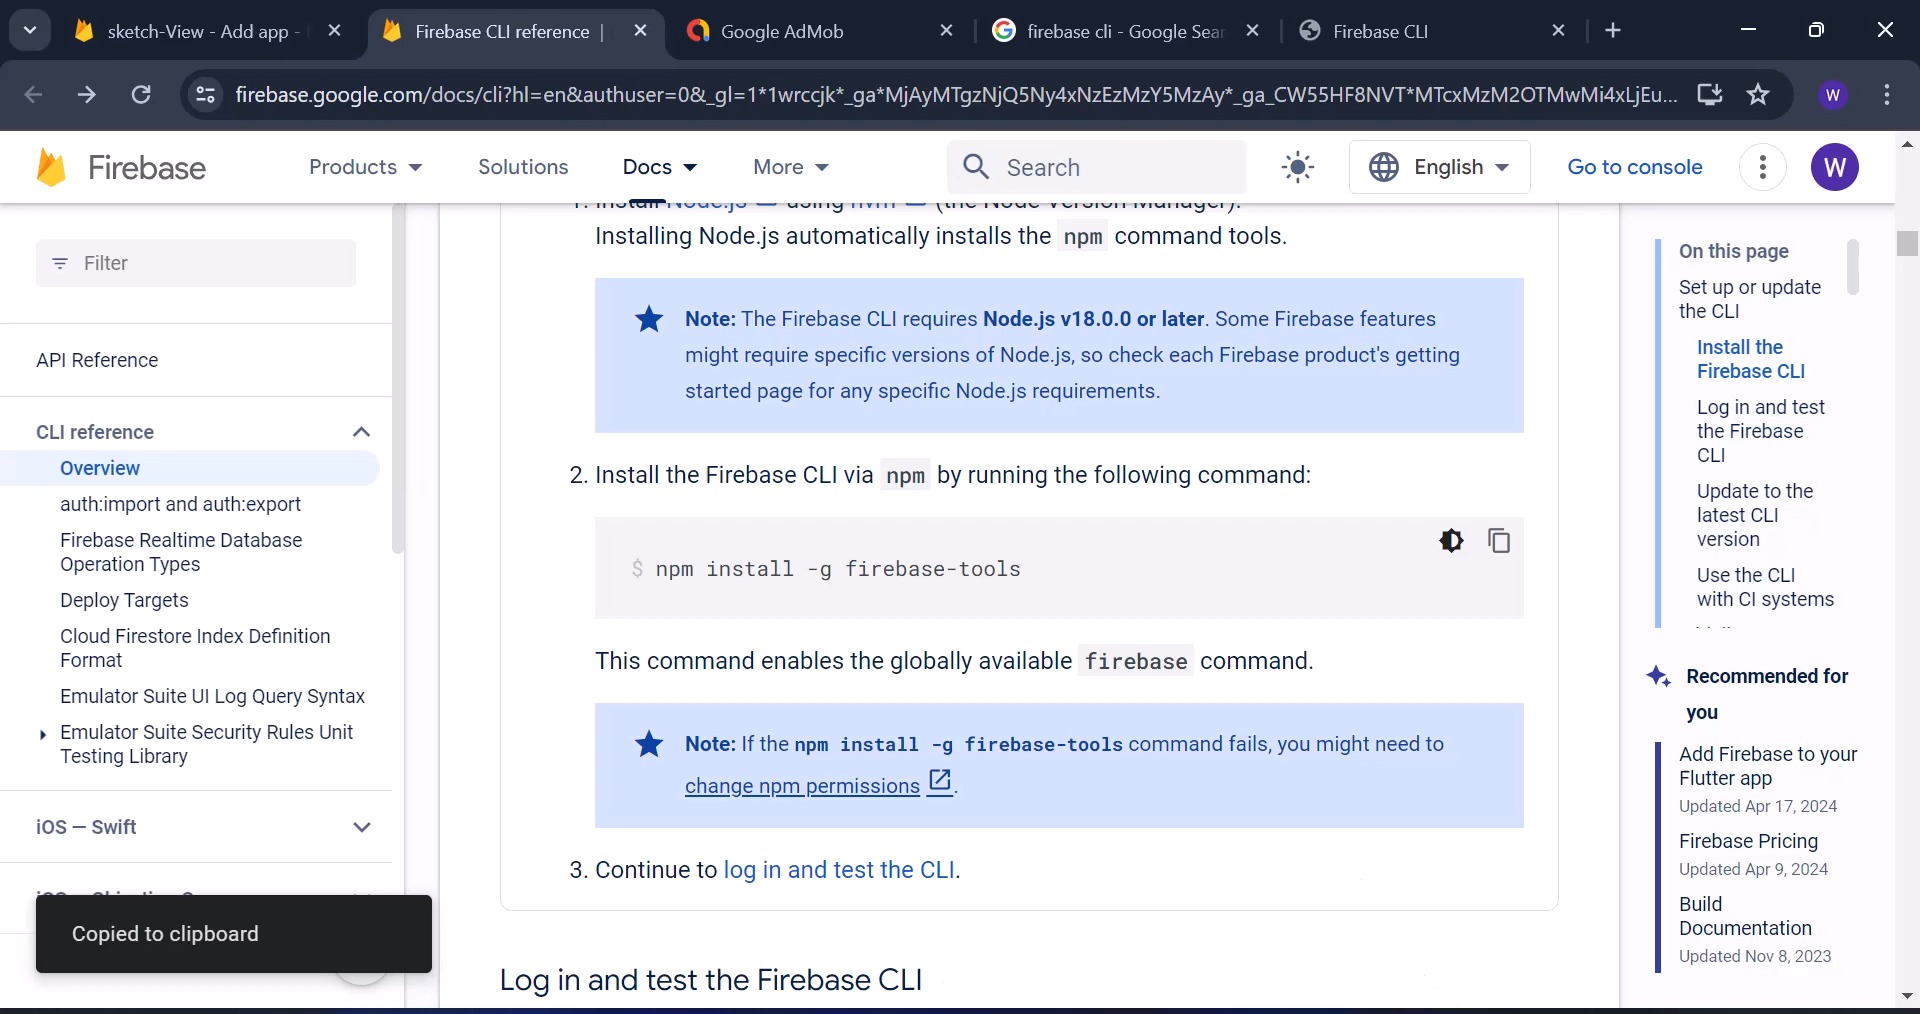 sketch-View - Add app -
Firebase CLI reference |
Google AdMob
firebase cli - Google Sear
Firebase CLI
firebase.google.com/docs/cli?hl=en&authuser=0&_gl=1*1wrccjk*_ga*MjAyMTgzNjQ5Ny4xNzEzMzY5MzAy*_ga_CW55HF8NVT*MTcxMzM2OTMwMi4xLjEu...
W
Firebase
Products
Solutions
Docs
More
Search
English
Go to console
W
Filter
API Reference
CLI reference
Overview
auth:import and auth:export
Firebase Realtime Database
Operation Types
Deploy Targets
Cloud Firestore Index Definition
Format
Emulator Suite UI Log Query Syntax
Emulator Suite Security Rules Unit
Testing Library
iOS — Swift
Copied to clipboard
1. Install Node.js using nvm (the Node Version Manager).
Installing Node.js automatically installs the npm command tools.
Note: The Firebase CLI requires Node.js v18.0.0 or later. Some Firebase features
might require specific versions of Node.js, so check each Firebase product's getting
started page for any specific Node.js requirements.
2. Install the Firebase CLI via npm by running the following command:
$ npm install -g firebase-tools
This command enables the globally available firebase command.
Note: If the npm install -g firebase-tools command fails, you might need to
change npm permissions.
3. Continue to log in and test the CLI.
Log in and test the Firebase CLI
On this page
Set up or update
the CLI
Install the
Firebase CLI
Log in and test
the Firebase
CLI
Update to the
latest CLI
version
Use the CLI
with CI systems
Recommended for
you
Add Firebase to your
Flutter app
Updated Apr 17, 2024
Firebase Pricing
Updated Apr 9, 2024
Build
Documentation
Updated Nov 8, 2023